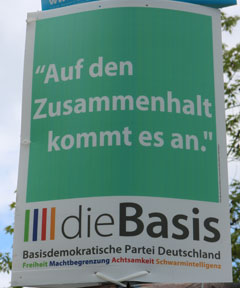 “Auf den
Zusammenhalt
kommt es an."
dieBasis
Basisdemokratische Partei Deutschland
Freiheit Machtbegrenzung Achtsamkeit Schwarmintelligenz